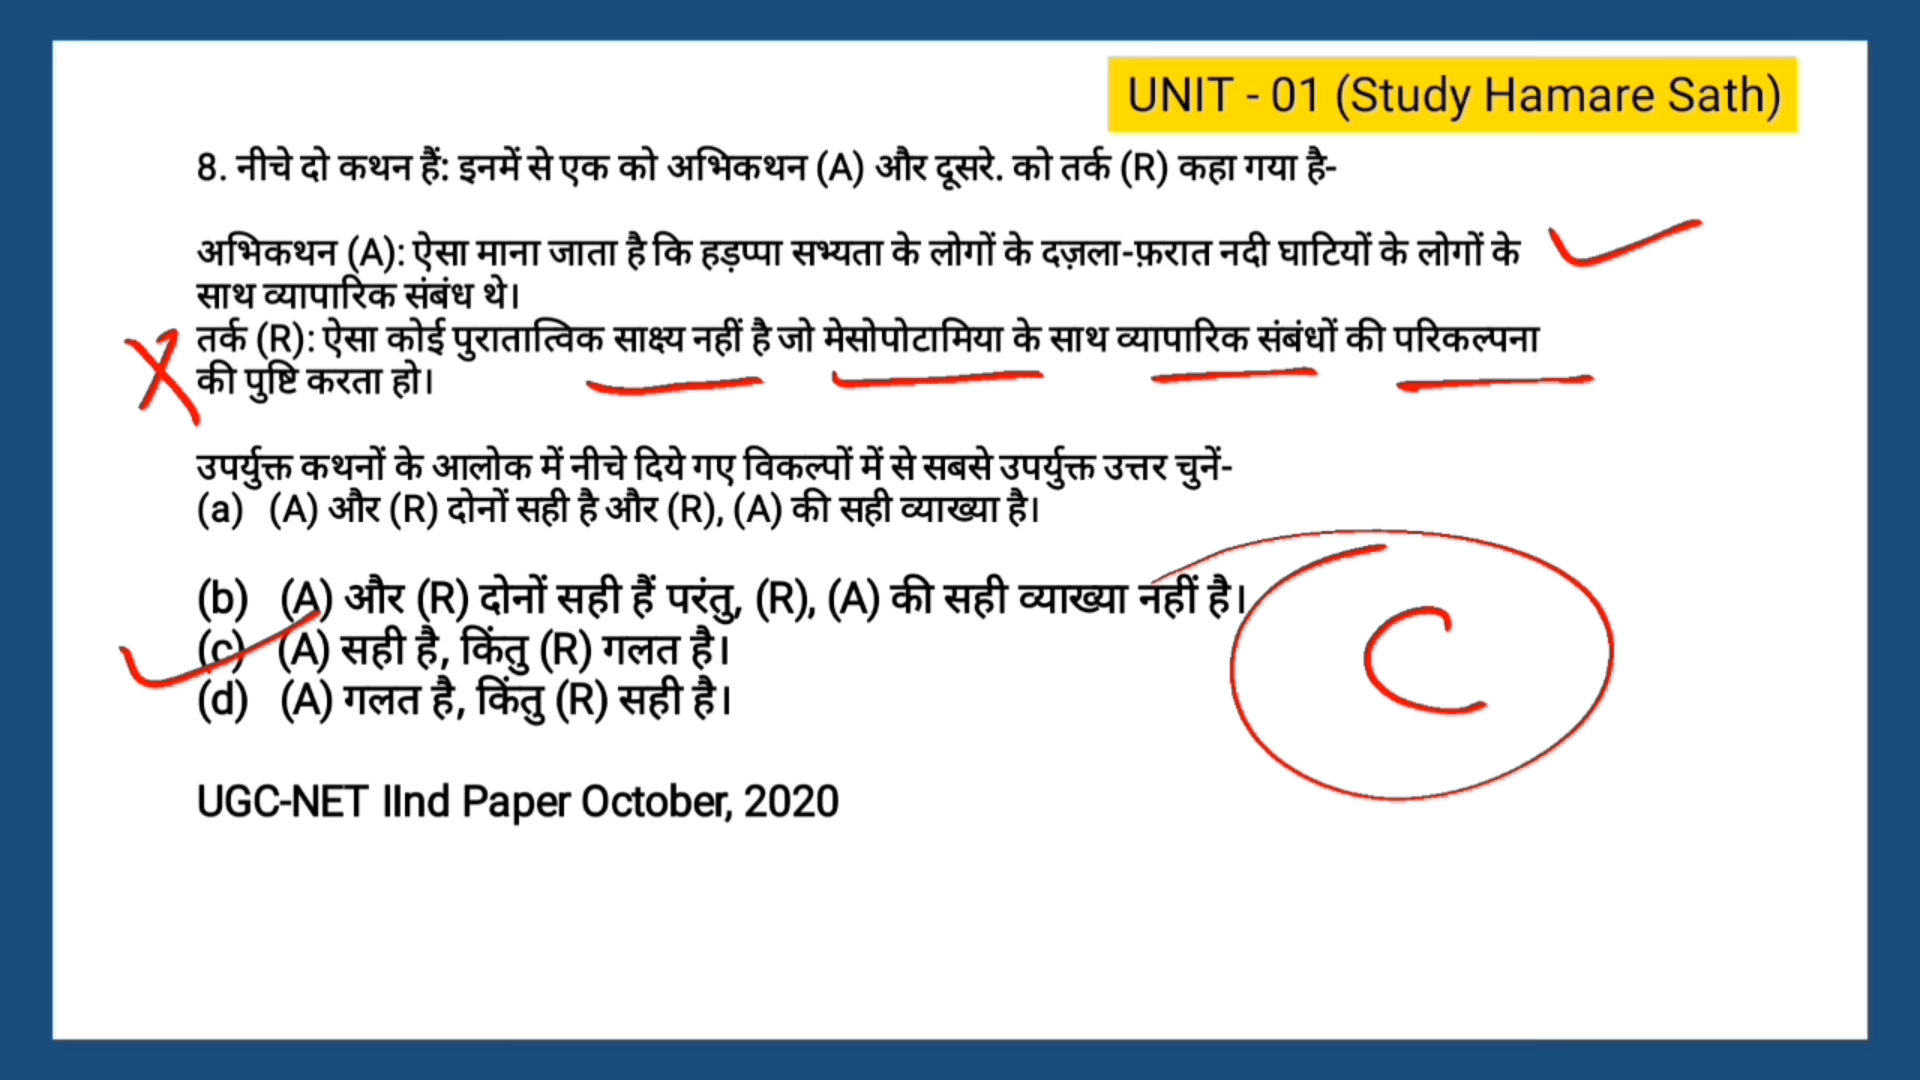 UNIT - 01 (Study Hamare Sath)
8. नीचे दो कथन हैं: इनमें से एक को अभिकथन (A) और दूसरे. को तर्क (R) कहा गया है-
अभिकथन (A): ऐसा माना जाता है कि हड़प्पा सभ्यता के लोगों के दज़ला-फ़रात नदी घाटियों के लोगों के
साथ व्यापारिक संबंध थे।
तर्क (R): ऐसा कोई पुरातात्विक साक्ष्य नहीं है जो मेसोपोटामिया के साथ व्यापारिक संबंधों की परिकल्पना
की पुष्टि करता हो।
उपर्युक्त कथनों के आलोक में नीचे दिये गए विकल्पों में से सबसे उपर्युक्त उत्तर चुनें-
(a) (A) और (R) दोनों सही है और (R), (A) की सही व्याख्या है।
(b) (A) और (R) दोनों सही हैं परंतु, (R), (A) की सही व्याख्या नहीं है।
(c) (A) सही है, किंतु (R) गलत है।
(d) (A) गलत है, किंतु (R) सही है।
C
UGC-NET IInd Paper October, 2020